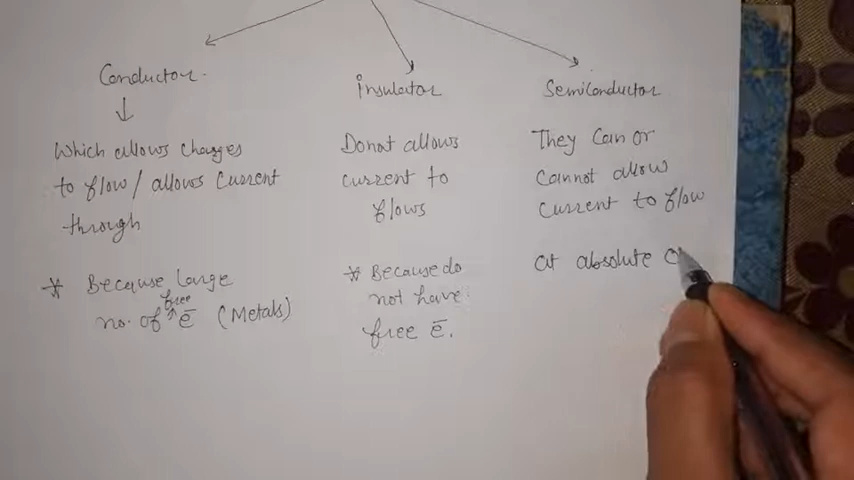 Conductor
Which allows Charges
to flow / allows Current
through
* Because large
no. of free e̅ (Metals)
insulator
Donot allows
current to
flows
* Because do
not have
free e̅.
Semiconductor
They Can or
Cannot allow
Current to flow
at absolute